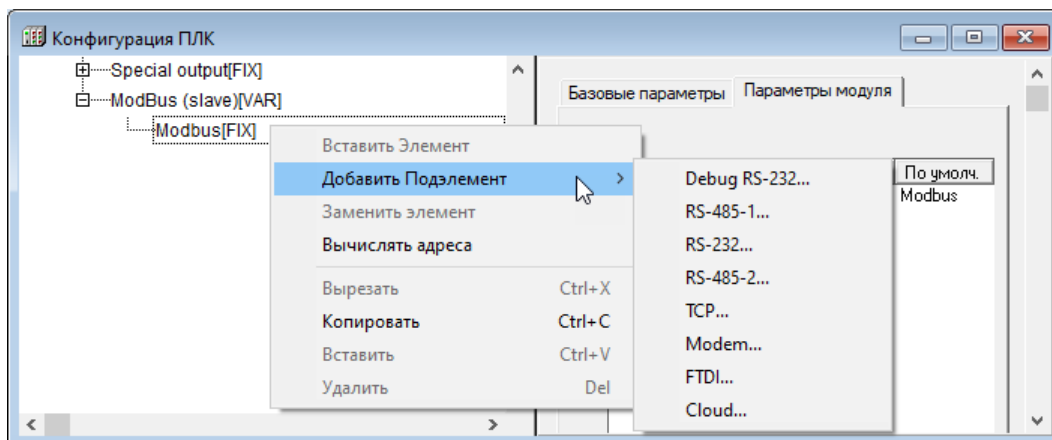 Конфигурация ПЛК
Special output[FIX]
ModBus (slave)[VAR]
Modbus[FIX]
Базовые параметры
Параметры модуля
По умолч.
Modbus
Вставить Элемент
Добавить Подэлемент
Заменить элемент
Вычислять адреса
Вырезать Ctrl+X
Копировать Ctrl+C
Вставить Ctrl+V
Удалить Del
Debug RS-232...
RS-485-1...
RS-232...
RS-485-2...
TCP...
Modem...
FTDI...
Cloud...